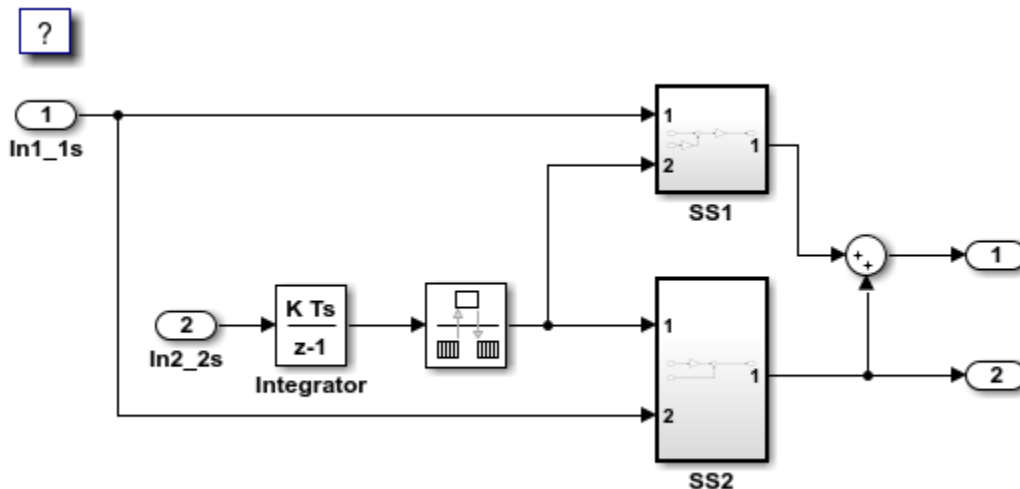 ?
1
In1_1s
1
2
1
SS1
+
+
1
2
In2_2s
K Ts
z-1
Integrator
1
2
1
SS2
2